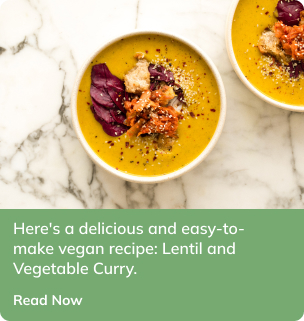 Here's a delicious and easy-to-
make vegan recipe: Lentil and
Vegetable Curry.
Read Now